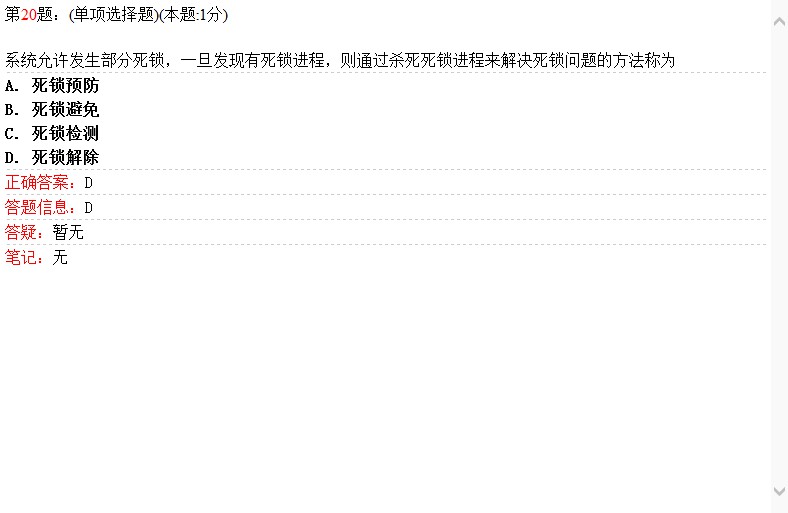 第20题：(单项选择题)(本题:1分)
系统允许发生部分死锁，一旦发现有死锁进程，则通过杀死死锁进程来解决死锁问题的方法称为
A. 死锁预防
B. 死锁避免
C. 死锁检测
D. 死锁解除
正确答案：D
答题信息：D
答疑：暂无
笔记：无